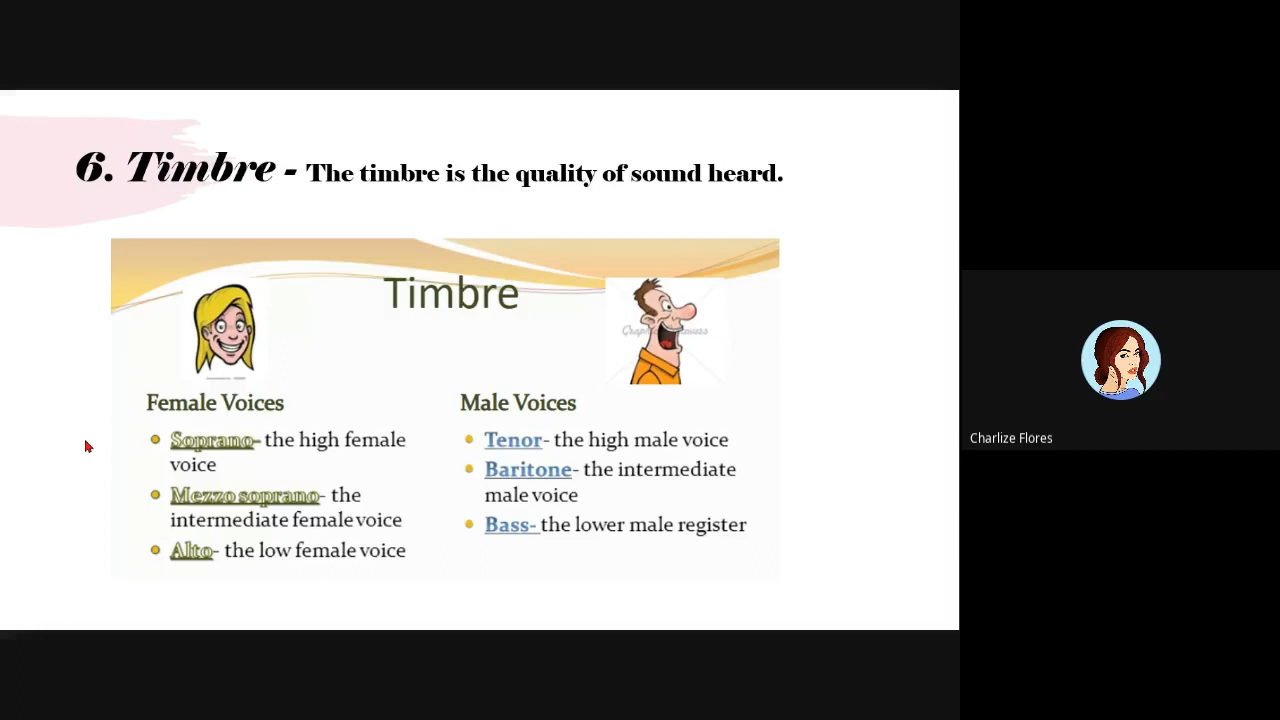 6. Timbre - The timbre is the quality of sound heard.
Timbre
Female Voices
Soprano- the high female
voice
Mezzo soprano- the
intermediate female voice
Alto- the low female voice
Male Voices
Tenor- the high male voice
Baritone- the intermediate
male voice
Bass- the lower male register
Charlize Flores